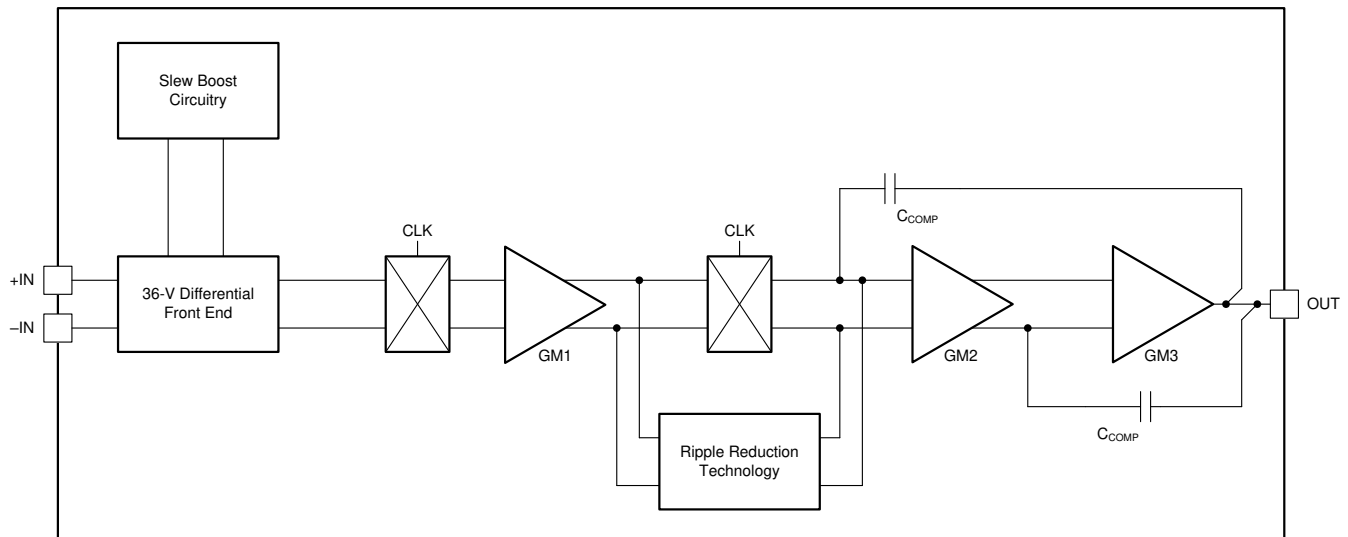 Slew Boost
Circuitry
+IN
–IN
36-V Differential
Front End
CLK
GM1
CLK
Ripple Reduction
Technology
CCOMP
GM2
GM3
CCOMP
OUT